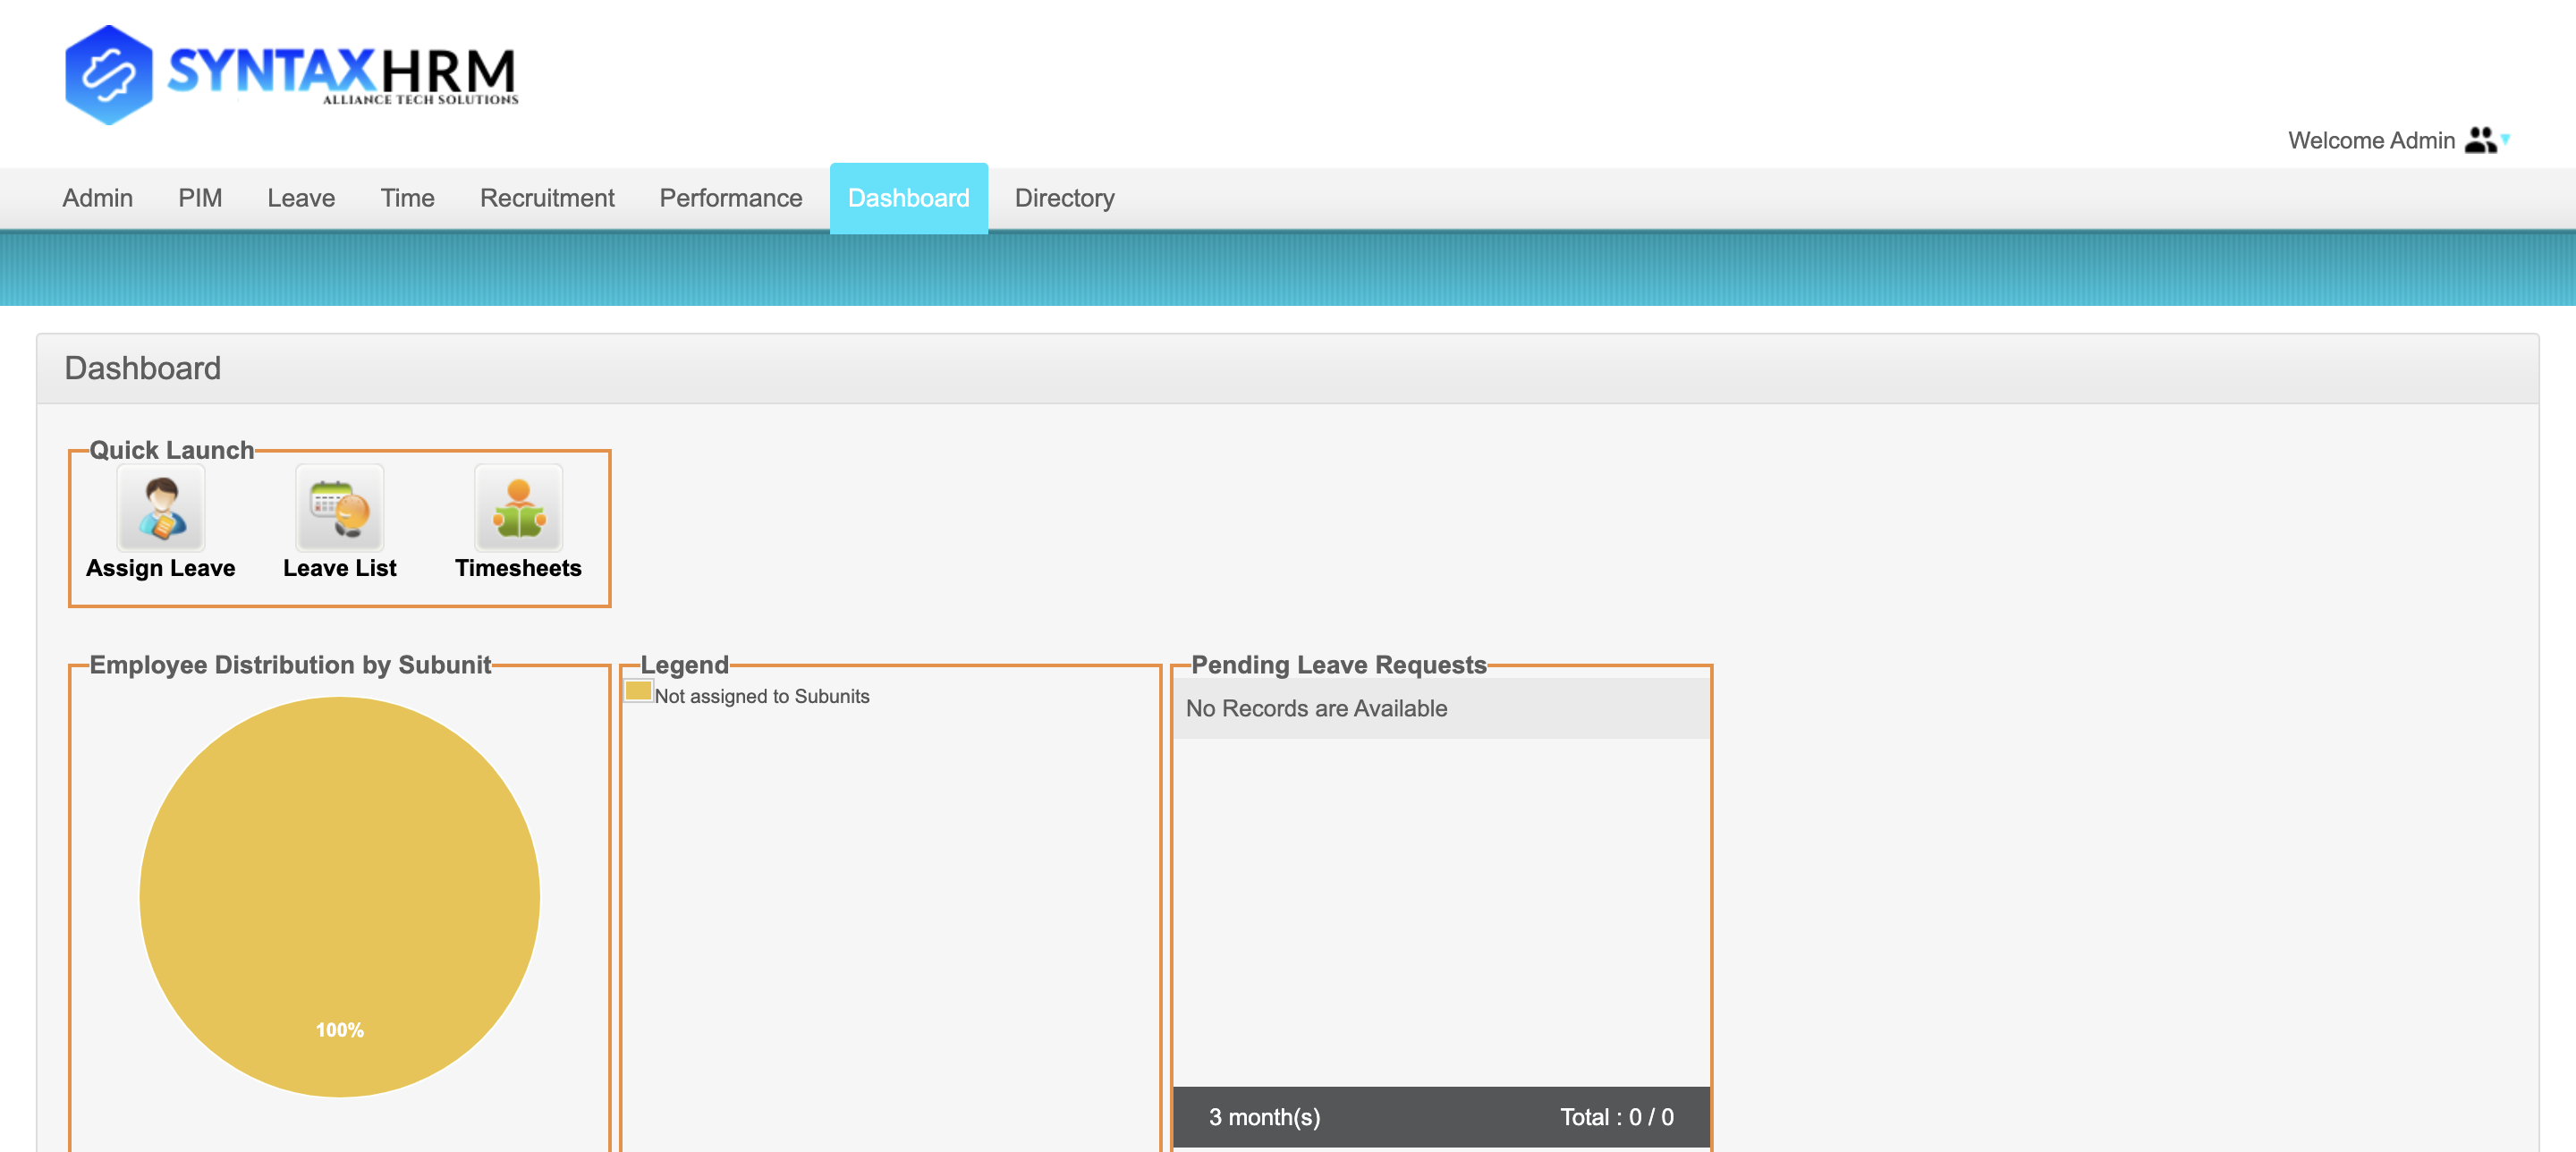 SYNTAXHRM
ALLIANCE TECH SOLUTIONS
Welcome Admin
Admin PIM Leave Time Recruitment Performance Dashboard Directory
Dashboard
Quick Launch
Assign Leave Leave List Timesheets
Employee Distribution by Subunit
100%
Legend
Not assigned to Subunits
Pending Leave Requests
No Records are Available
3 month(s) Total : 0 / 0